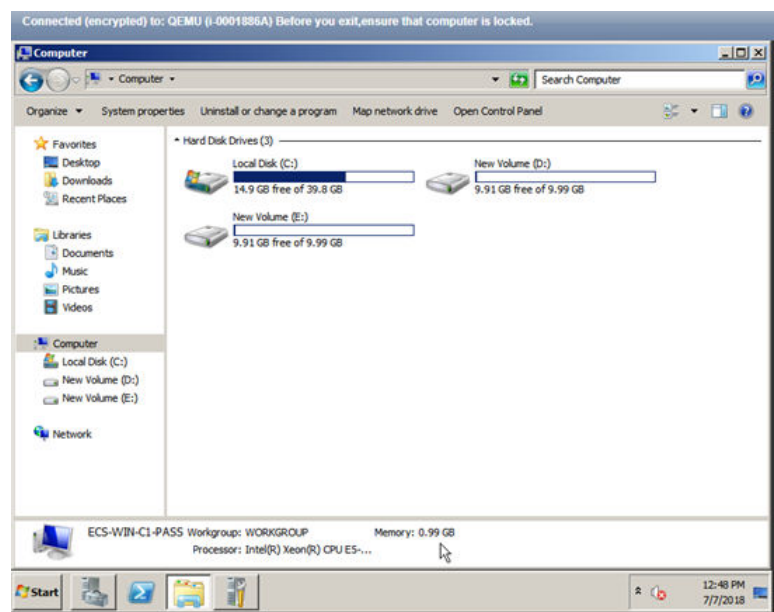 Connected (encrypted) to: QEMU (i-0001886A) Before you exit,ensure that computer is locked.
Computer
Computer
Search Computer
Organize System properties Uninstall or change a program Map network drive Open Control Panel
Favorites
Desktop
Downloads
Recent Places
Libraries
Documents
Music
Pictures
Videos
Computer
Local Disk (C:)
New Volume (D:)
New Volume (E:)
Network
Hard Disk Drives (3)
Local Disk (C:)
14.9 GB free of 39.8 GB
New Volume (D:)
9.91 GB free of 9.99 GB
New Volume (E:)
9.91 GB free of 9.99 GB
ECS-WIN-C1-PASS Workgroup: WORKGROUP Memory: 0.99 GB
Processor: Intel(R) Xeon(R) CPU E5-...
Start
12:48 PM
7/7/2018